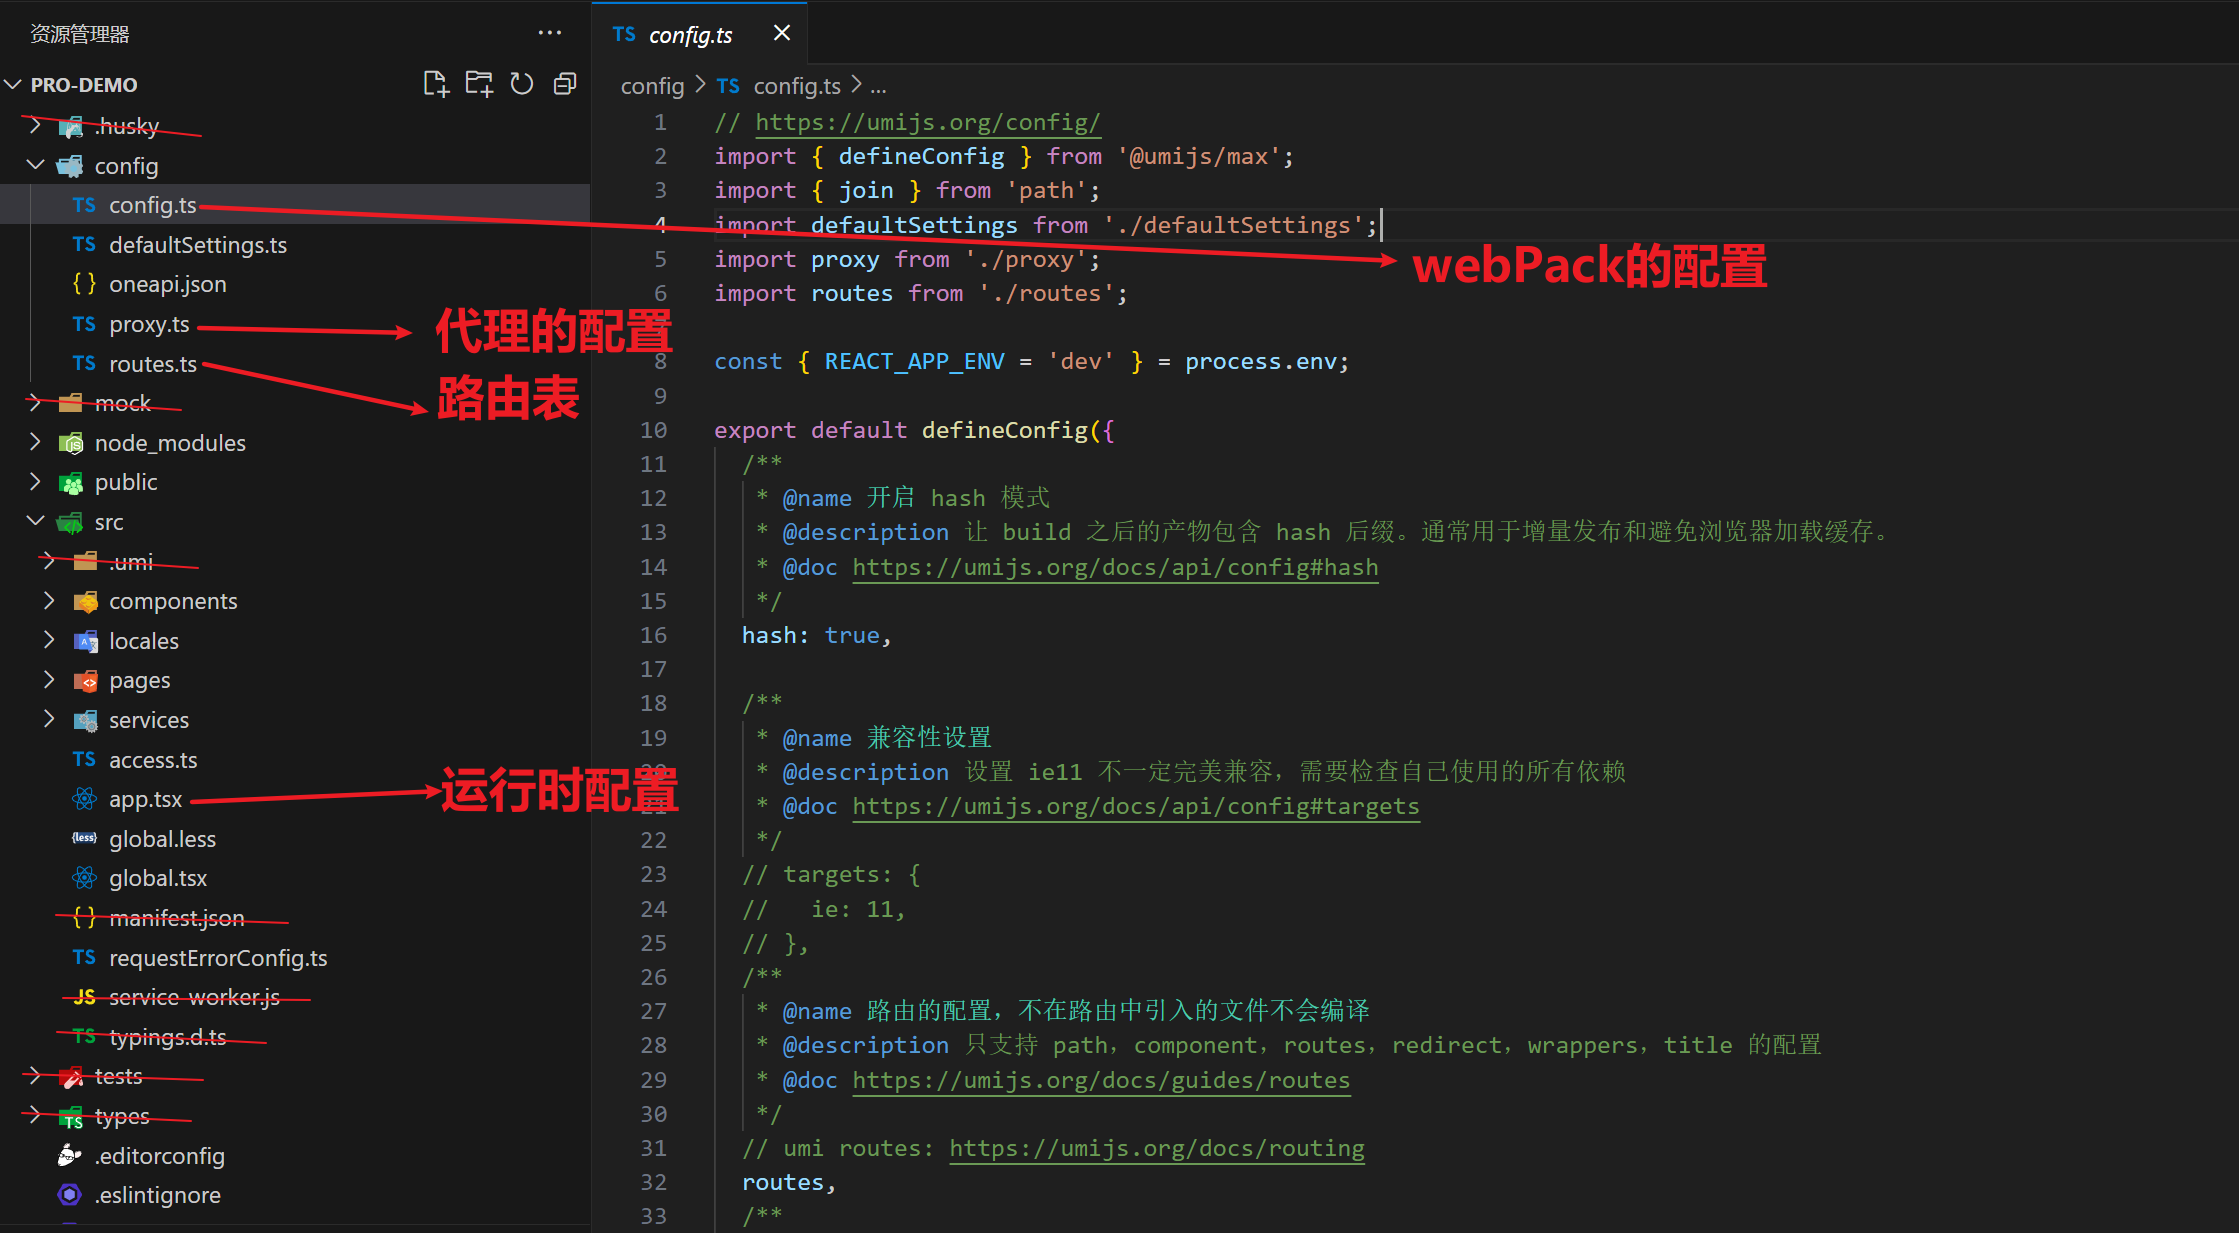 资源管理器 ···
PRO-DEMO
.husky
config
TS config.ts
TS defaultSettings.ts
{} oneapi.json
TS proxy.ts
TS routes.ts
mock
node_modules
public
src
.umi
components
locales
pages
services
TS access.ts
app.tsx
{less} global.less
global.tsx
{} manifest.json
TS requestErrorConfig.ts
JS service-worker.js
TS typings.d.ts
tests
types
.editorconfig
.eslintignore
webPack的配置
代理的配置
路由表
运行时配置
TS config.ts
config > TS config.ts > ...
1 // https://umijs.org/config/
2 import { defineConfig } from '@umijs/max';
3 import { join } from 'path';
4 import defaultSettings from './defaultSettings';
5 import proxy from './proxy';
6 import routes from './routes';
7
8 const { REACT_APP_ENV = 'dev' } = process.env;
9
10 export default defineConfig({
11 /**
12 * @name 开启 hash 模式
13 * @description 让 build 之后的产物包含 hash 后缀。通常用于增量发布和避免浏览器加载缓存。
14 * @doc https://umijs.org/docs/api/config#hash
15 */
16 hash: true,
17
18 /**
19 * @name 兼容性设置
20 * @description 设置 ie11 不一定完美兼容，需要检查自己使用的所有依赖
21 * @doc https://umijs.org/docs/api/config#targets
22 */
23 // targets: {
24 // ie: 11,
25 // },
26 /**
27 * @name 路由的配置，不在路由中引入的文件不会编译
28 * @description 只支持 path，component，routes，redirect，wrappers，title 的配置
29 * @doc https://umijs.org/docs/guides/routes
30 */
31 // umi routes: https://umijs.org/docs/routing
32 routes,
33 /**